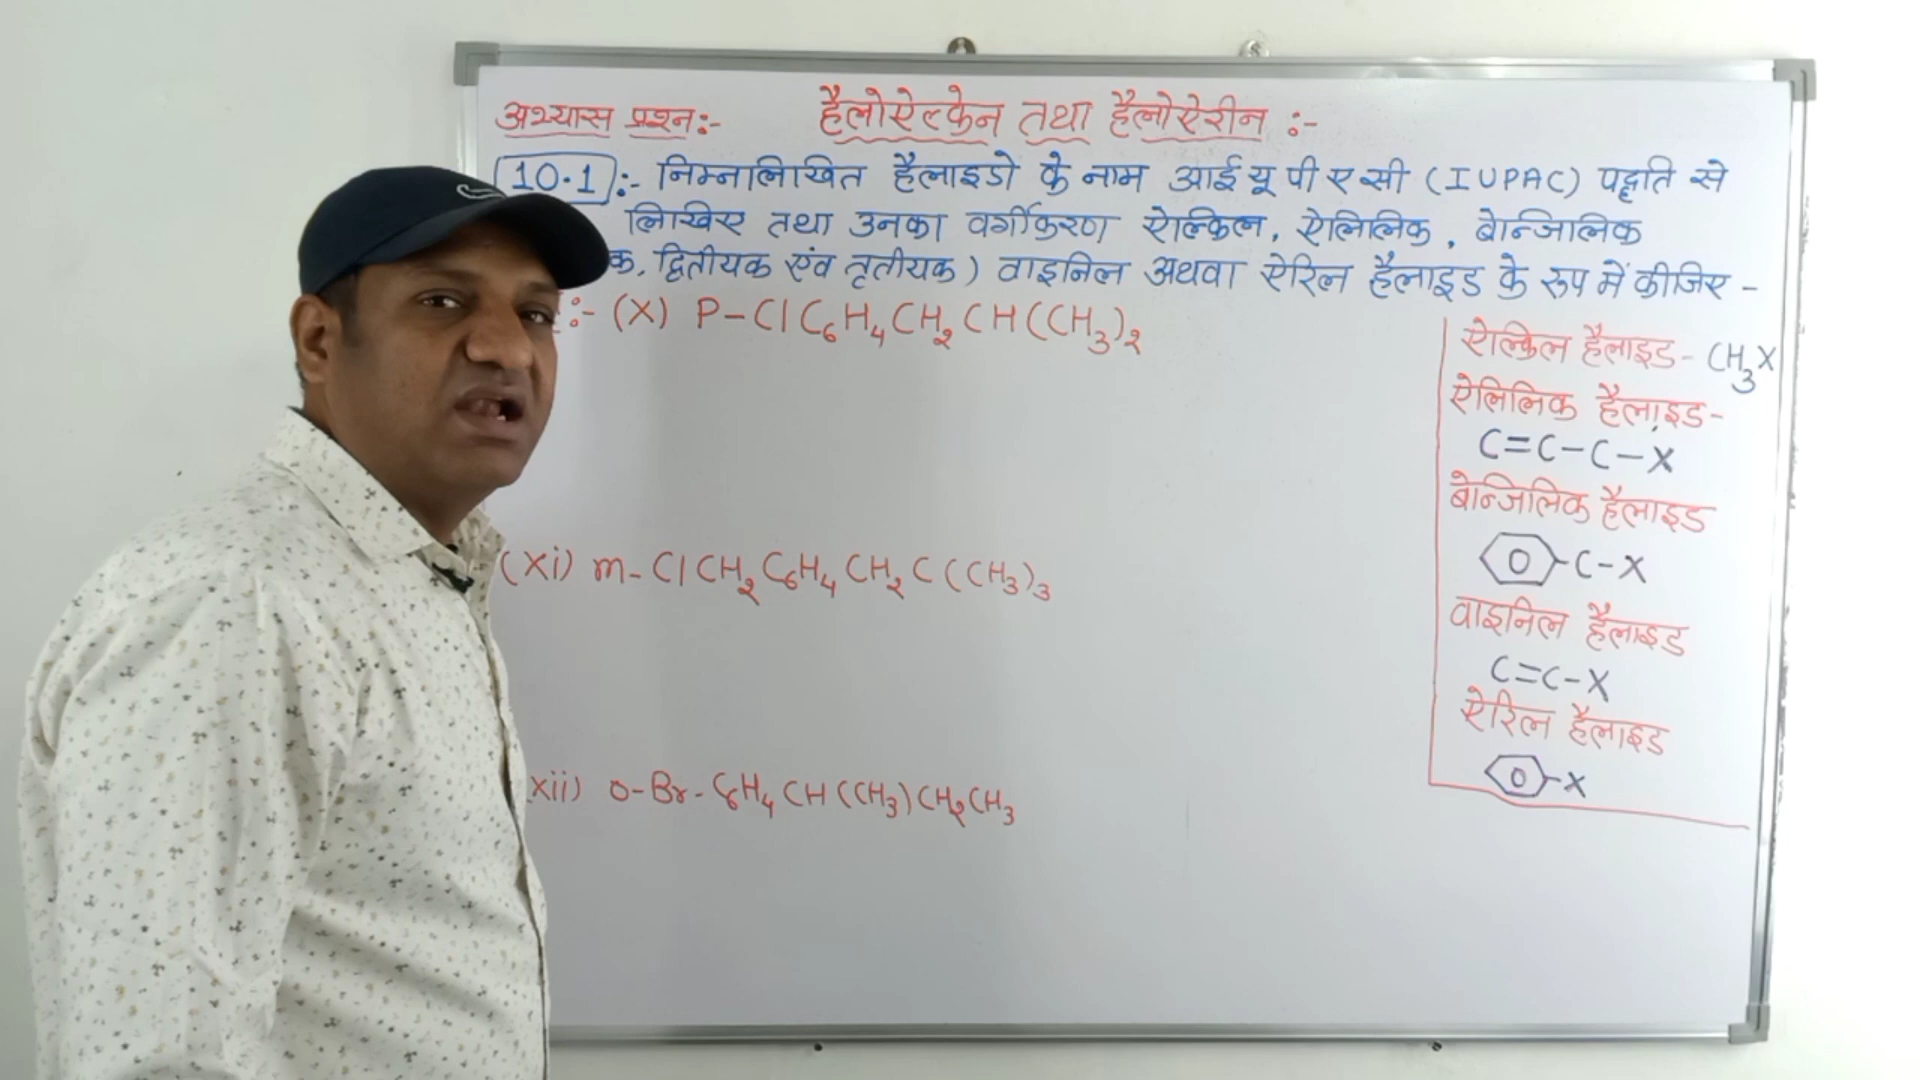 अभ्यास प्रश्न:- हैलोऐल्केन तथा हैलोऐरीन :-
10.1 :- निम्नलिखित हैलाइडो के नाम आई यू पी ए सी (IUPAC) पद्धति से
लिखिए तथा उनका वर्गीकरण ऐल्किल, ऐलिलिक, बेन्जिलिक
क, द्वितीयक एंव तृतीयक) वाइनिल अथवा ऐरिल हैलाइड के रुप में कीजिए -
:- (X) P-ClC₆H₄CH₂CH(CH₃)₂
(Xi) m-ClCH₂C₆H₄CH₂C(CH₃)₃
xii) o-Br-C₆H₄CH(CH₃)CH₂CH₃
ऐल्किल हैलाइड- CH₃X
ऐलिलिक हैलाइड-
C=C-C-X
बेन्जिलिक हैलाइड
-C-X
वाइनिल हैलाइड
C=C-X
ऐरिल हैलाइड
-X